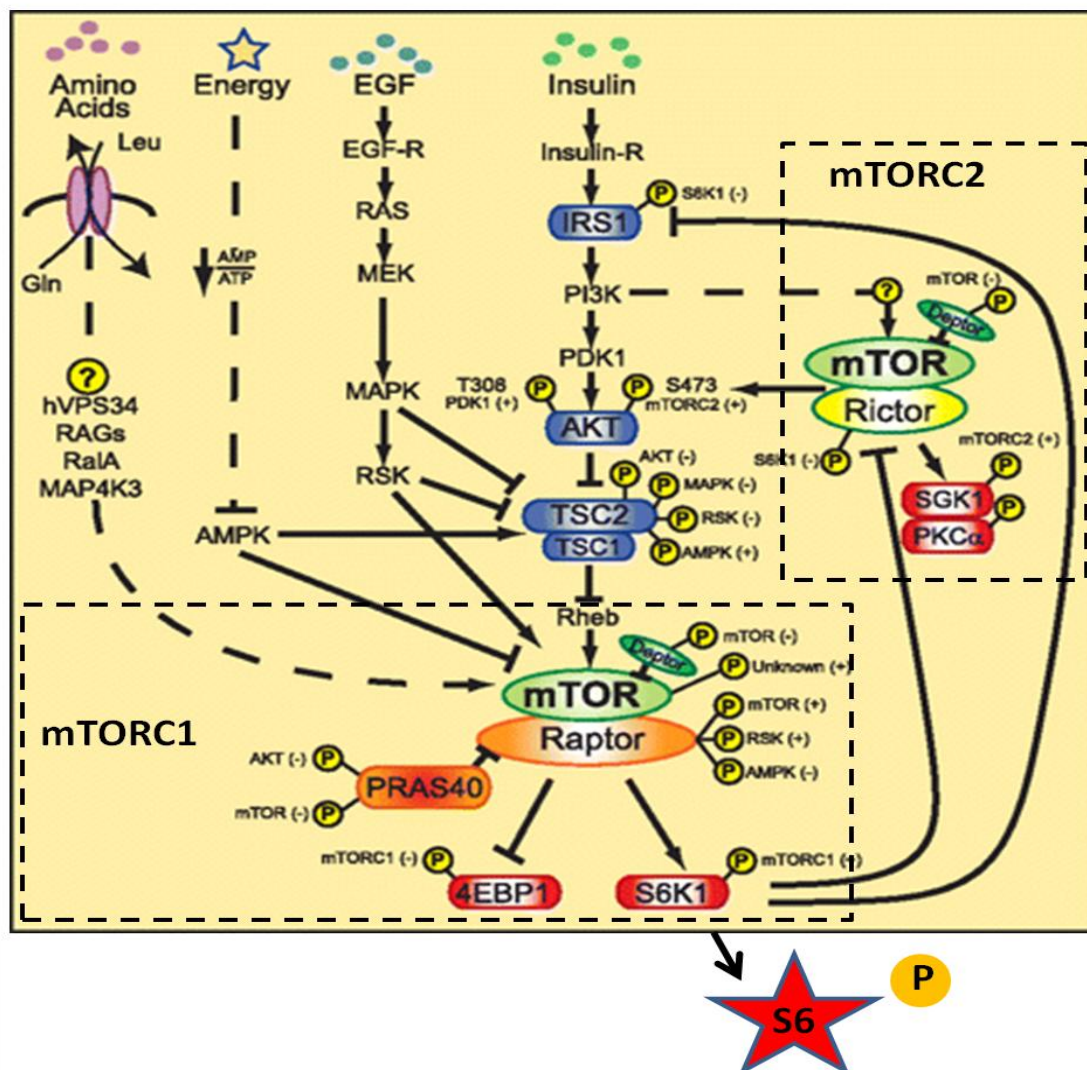 Amino
Acids
Energy
EGF
Insulin
Leu
Gln
AMP
ATP
EGF-R
RAS
MEK
MAPK
RSK
Insulin-R
IRS1
P
S6K1 (-)
PI3K
PDK1
?
hVPS34
RAGs
RalA
MAP4K3
AMPK
T308
PDK1 (+)
P
P
S473
mTORC2 (+)
AKT
AKT (-)
P
P
MAPK (-)
TSC2
P
RSK (-)
TSC1
P
AMPK (+)
Rheb
mTORC2
?
mTOR (-)
P
Deptor
mTOR
Rictor
S6K1 (-)
P
mTORC2 (+)
P
SGK1
P
PKCα
mTORC1
P
mTOR (-)
Deptor
P
Unknown (+)
mTOR
P
mTOR (+)
Raptor
P
RSK (+)
P
AMPK (-)
AKT (-)
P
PRAS40
mTOR (-)
P
mTORC1 (-)
P
4EBP1
P
mTORC1 (+)
S6K1
S6
P